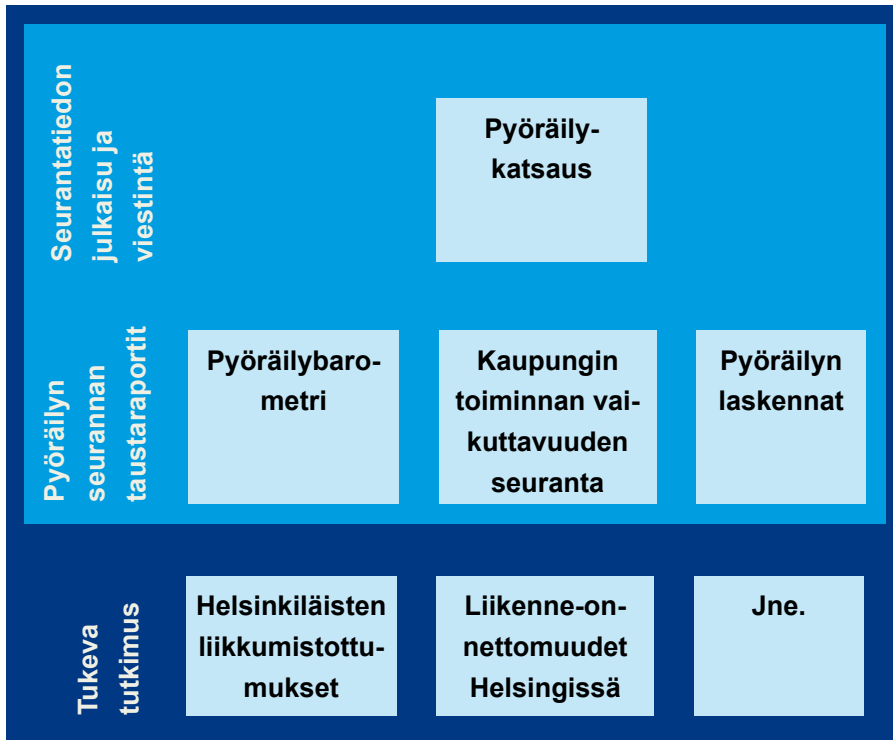 Seurantatiedon
julkaisu ja
viestintä
Pyöräily-
katsaus
Pyöräilyn
seurannan
taustaraportit
Pyöräilybaro-
metri
Kaupungin
toiminnan vai-
kuttavuuden
seuranta
Pyöräilyn
laskennat
Tukeva
tutkimus
Helsinkiläisten
liikkumistottu-
mukset
Liikenne-on-
nettomuudet
Helsingissä
Jne.